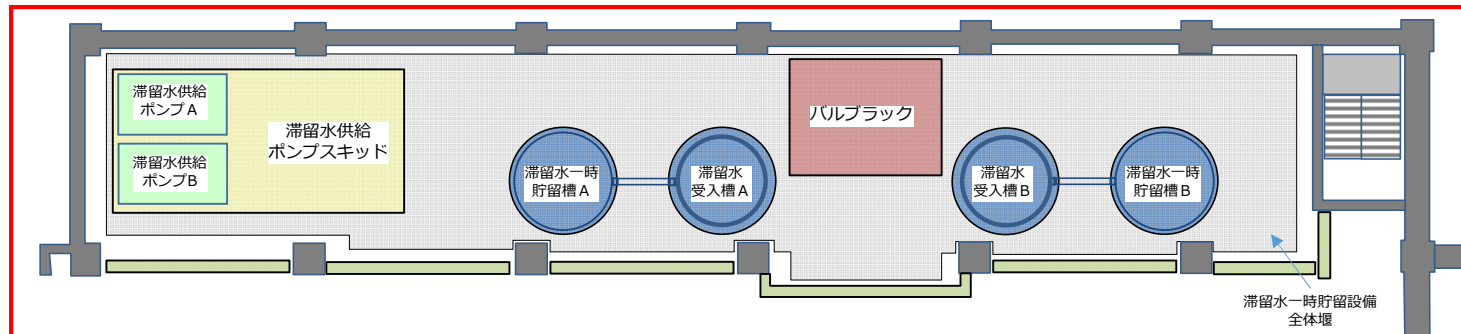 滞留水供給
ポンプA
滞留水供給
ポンプB
滞留水供給
ポンプスキッド
滞留水一時
貯留槽A
滞留水
受入槽A
バルブラック
滞留水
受入槽B
滞留水一時
貯留槽B
滞留水一時貯留設備
全体堰